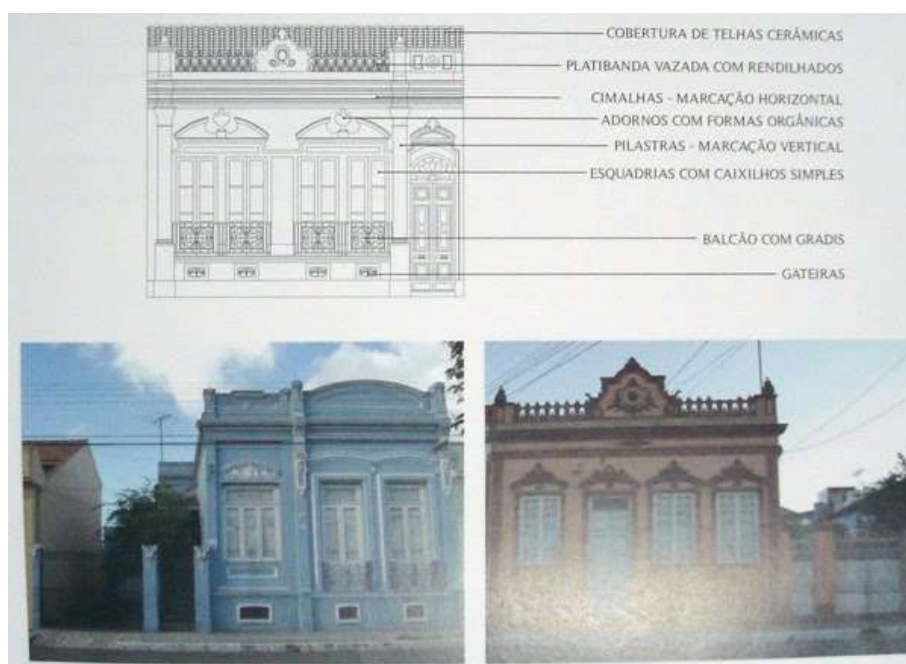 COBERTURA DE TELHAS CERÂMICAS
PLATIBANDA VAZADA COM RENDILHADOS
CIMALHAS - MARCAÇÃO HORIZONTAL
ADORNOS COM FORMAS ORGÂNICAS
PILASTRAS - MARCAÇÃO VERTICAL
ESQUADRIAS COM CAIXILHOS SIMPLES
BALCÃO COM GRADIS
GATEIRAS